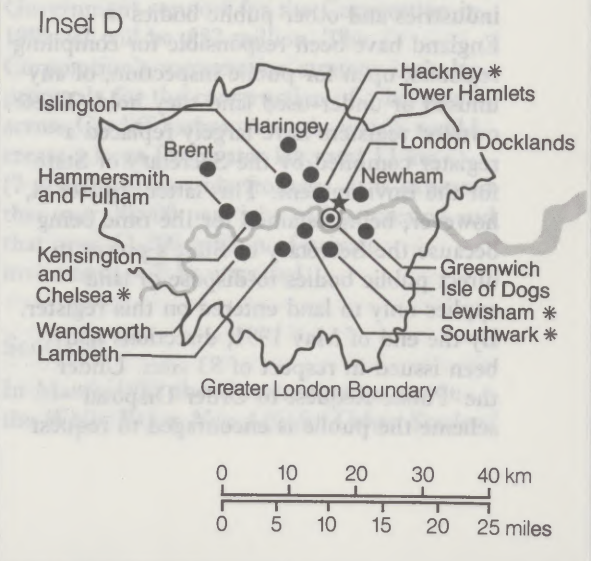 Inset D
Hackney *
Tower Hamlets
Islington
Haringey
London Docklands
Brent
Hammersmith
and Fulham
Newham
Kensington
and
Chelsea *
Greenwich
Isle of Dogs
Lewisham *
Southwark *
Wandsworth
Lambeth
Greater London Boundary
0 10 20 30 40 km
0 5 10 15 20 25 miles